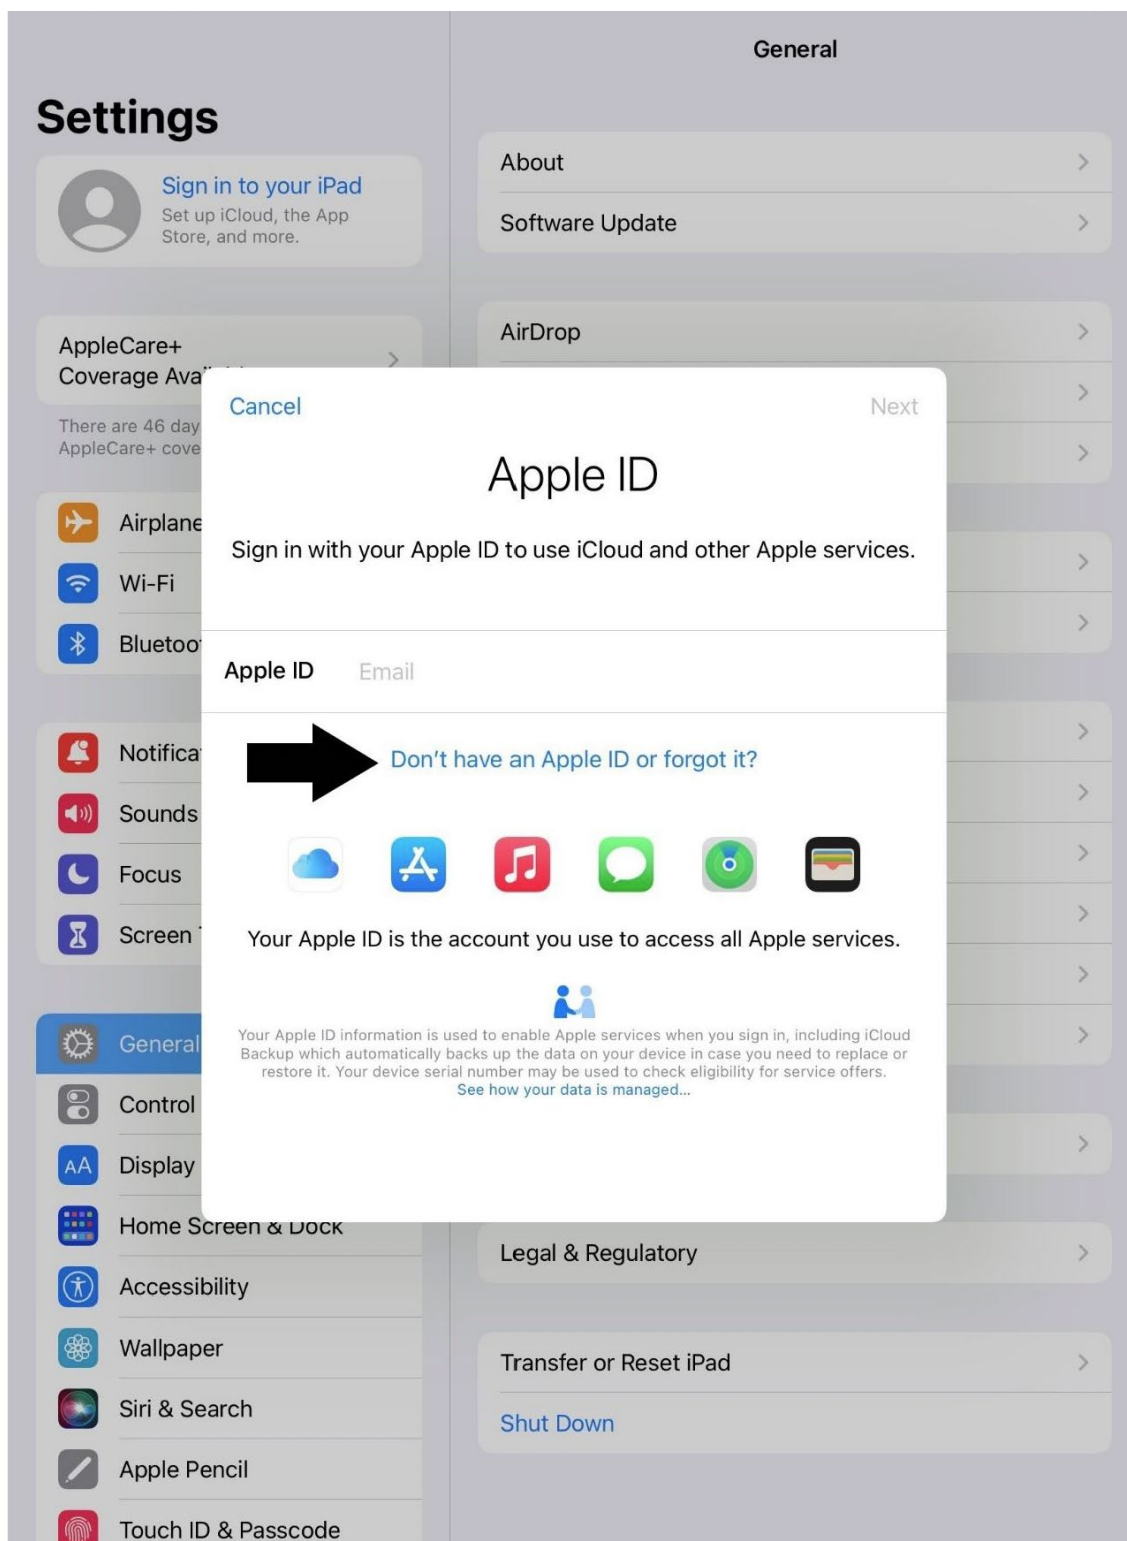 General
Settings
Sign in to your iPad
Set up iCloud, the App
Store, and more.
About
Software Update
AppleCare+
Coverage Ava
There are 46 day
AppleCare+ cove
AirDrop
Cancel
Next
Apple ID
Sign in with your Apple ID to use iCloud and other Apple services.
Apple ID Email
Don't have an Apple ID or forgot it?
Your Apple ID is the account you use to access all Apple services.
Your Apple ID information is used to enable Apple services when you sign in, including iCloud
Backup which automatically backs up the data on your device in case you need to replace or
restore it. Your device serial number may be used to check eligibility for service offers.
See how your data is managed...
Airplane
Wi-Fi
Bluetoo
Notifica
Sounds
Focus
Screen
General
Control
AA
Display
Home Screen & Dock
Accessibility
Wallpaper
Siri & Search
Apple Pencil
Touch ID & Passcode
Legal & Regulatory
Transfer or Reset iPad
Shut Down